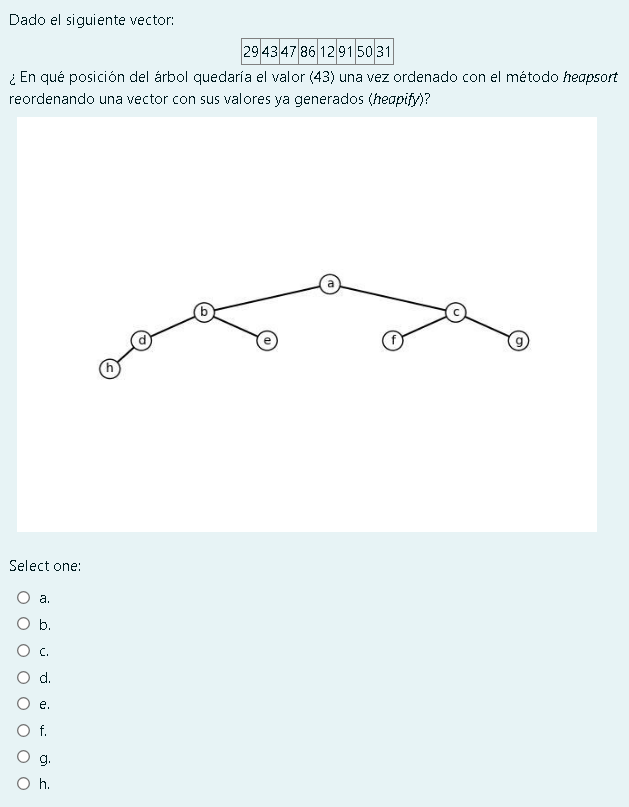 Dado el siguiente vector:
29 43 47 86 12 91 50 31
¿ En qué posición del árbol quedaría el valor (43) una vez ordenado con el método heapsort
reordenando una vector con sus valores ya generados (heapify)?
a
b c
d e f g
h
Select one:
a.
b.
c.
d.
e.
f.
g.
h.